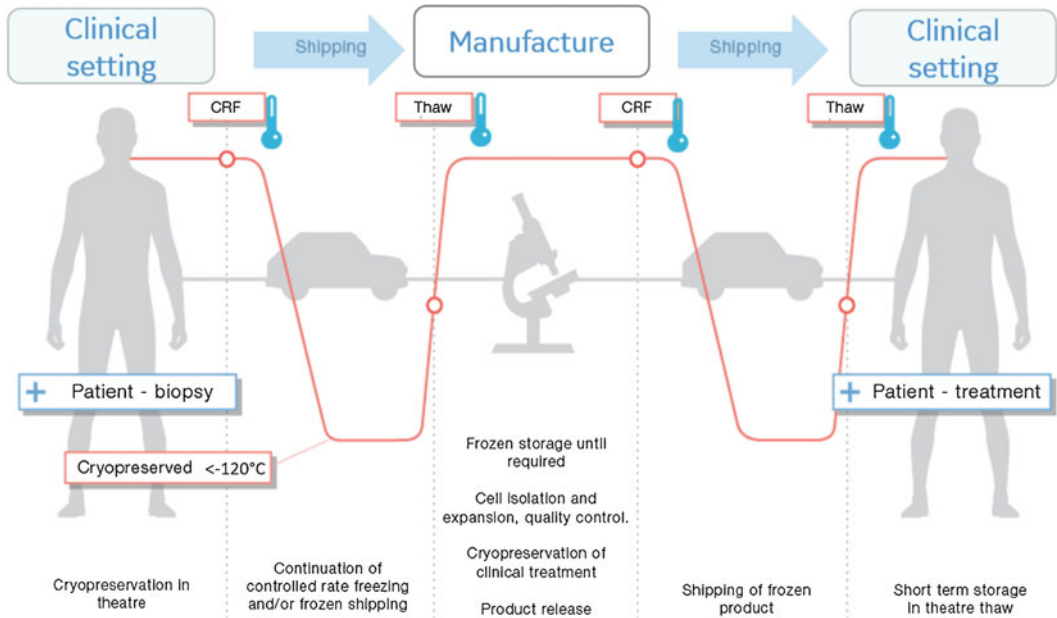 Clinical
setting
Shipping
Manufacture
Shipping
Clinical
setting
CRF
Thaw
CRF
Thaw
Patient - biopsy
Patient - treatment
Cryopreserved <-120°C
Frozen storage until
required
Cell isolation and
expansion, quality control.
Cryopreservation of
clinical treatment
Product release
Cryopreservation in
theatre
Continuation of
controlled rate freezing
and/or frozen shipping
Shipping of frozen
product
Short term storage
in theatre thaw